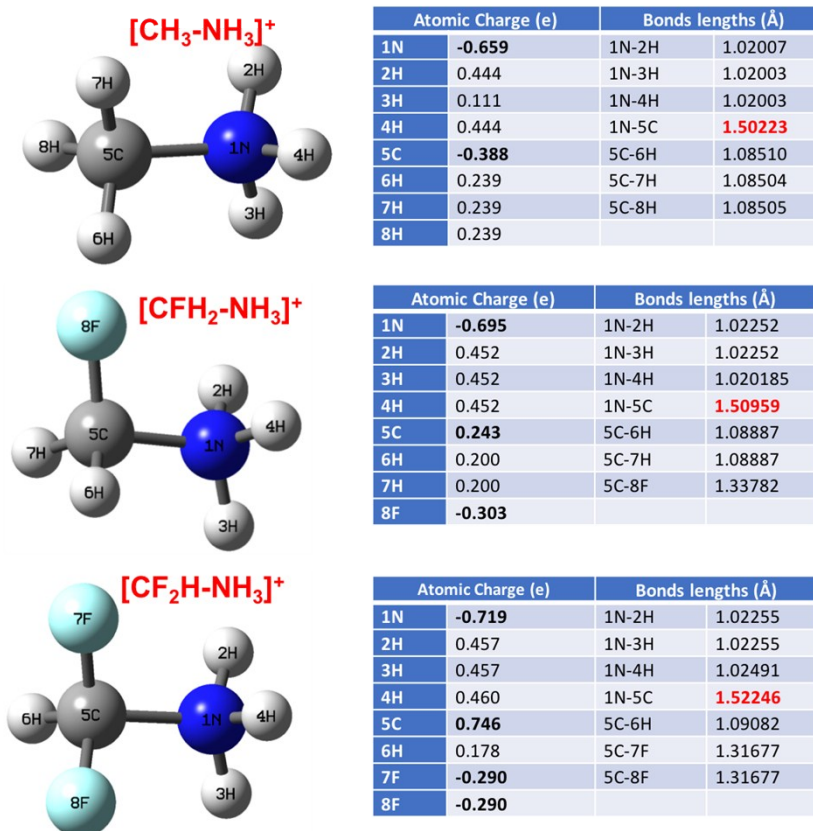 [CH₃-NH₃]⁺
7H
2H
8H
5C
1N
4H
3H
6H
Atomic Charge (e) Bonds lengths (Å)
1N -0.659 1N-2H 1.02007
2H 0.444 1N-3H 1.02003
3H 0.111 1N-4H 1.02003
4H 0.444 1N-5C 1.50223
5C -0.388 5C-6H 1.08510
6H 0.239 5C-7H 1.08504
7H 0.239 5C-8H 1.08505
8H 0.239
[CFH₂-NH₃]⁺
8F
2H
4H
5C
1N
7H
6H
3H
Atomic Charge (e) Bonds lengths (Å)
1N -0.695 1N-2H 1.02252
2H 0.452 1N-3H 1.02252
3H 0.452 1N-4H 1.020185
4H 0.452 1N-5C 1.50959
5C 0.243 5C-6H 1.08887
6H 0.200 5C-7H 1.08887
7H 0.200 5C-8F 1.33782
8F -0.303
[CF₂H-NH₃]⁺
7F
2H
6H
5C
1N
4H
3H
8F
Atomic Charge (e) Bonds lengths (Å)
1N -0.719 1N-2H 1.02255
2H 0.457 1N-3H 1.02255
3H 0.457 1N-4H 1.02491
4H 0.460 1N-5C 1.52246
5C 0.746 5C-6H 1.09082
6H 0.178 5C-7F 1.31677
7F -0.290 5C-8F 1.31677
8F -0.290